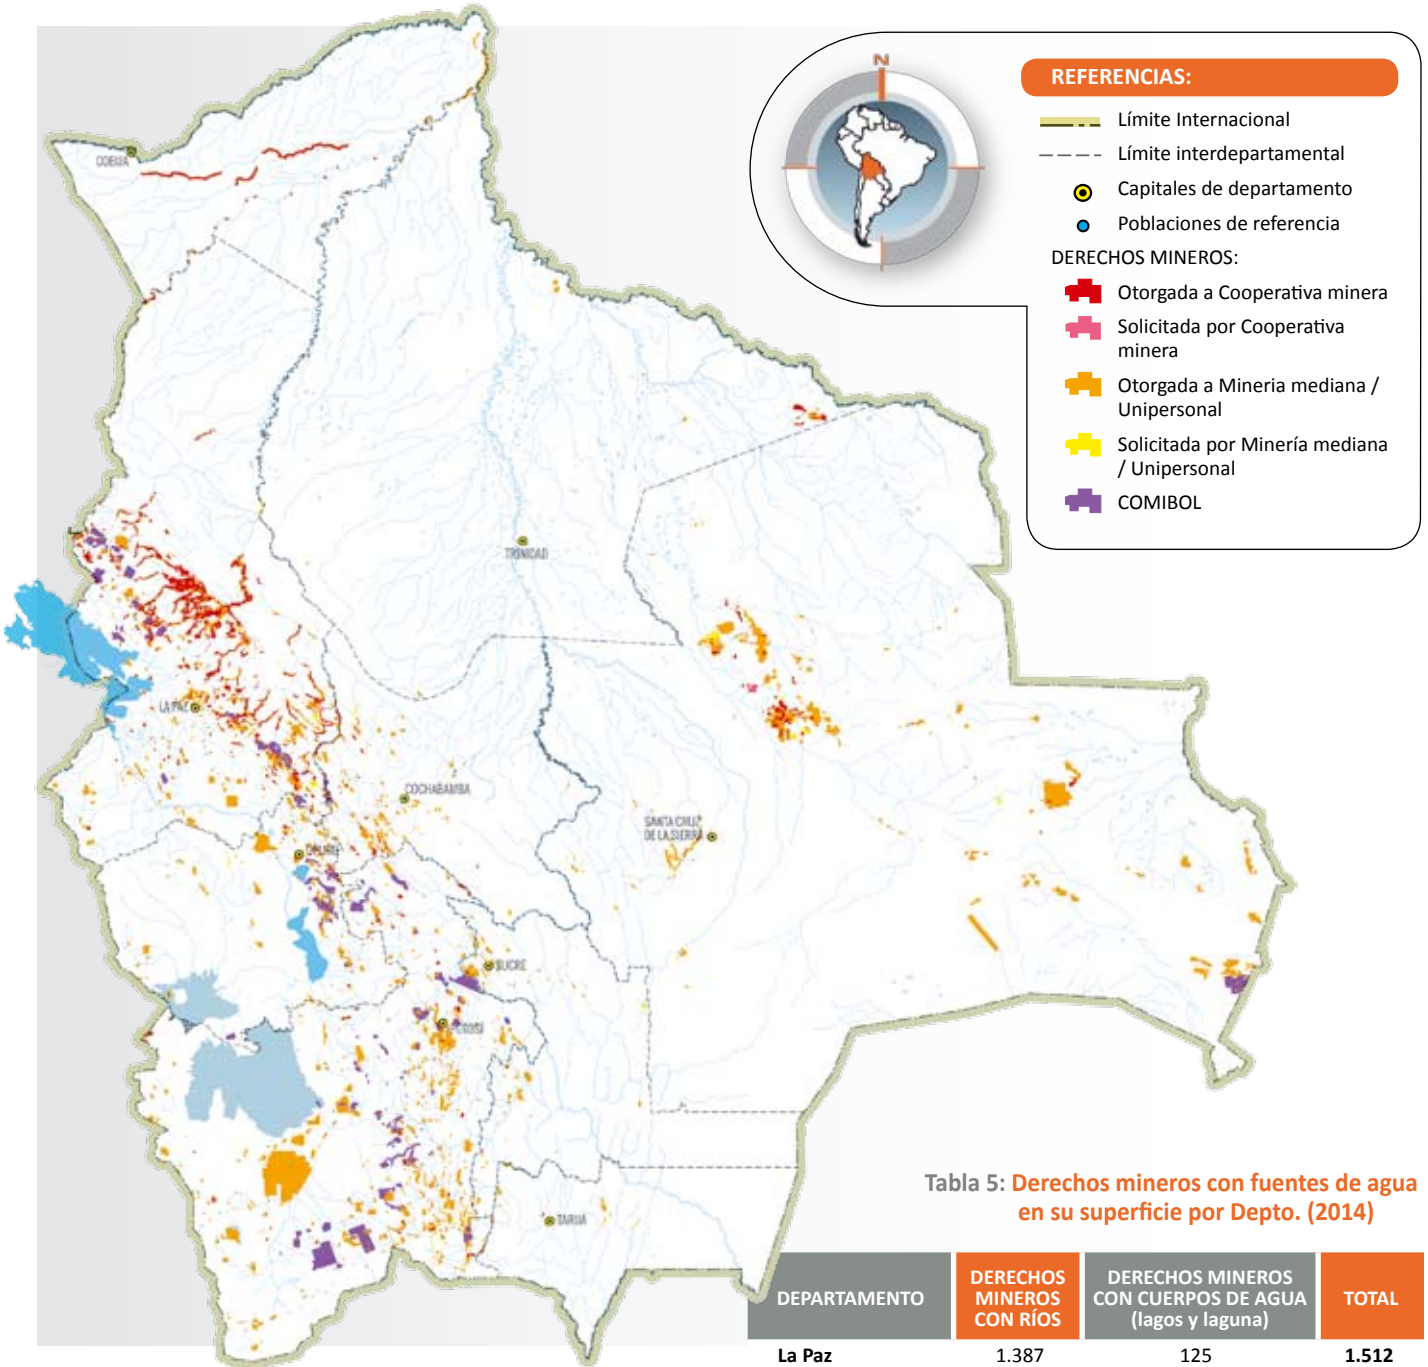 N
REFERENCIAS:
Límite Internacional
Límite interdepartamental
Capitales de departamento
Poblaciones de referencia
DERECHOS MINEROS:
Otorgada a Cooperativa minera
Solicitada por Cooperativa
minera
Otorgada a Mineria mediana /
Unipersonal
Solicitada por Minería mediana
/ Unipersonal
COMIBOL
COBIJA
TRINIDAD
LA PAZ
COCHABAMBA
SANTA CRUZ
DE LA SIERRA
ORURO
SUCRE
POTOSI
TARIJA
Tabla 5: Derechos mineros con fuentes de agua
en su superficie por Depto. (2014)
DEPARTAMENTO
DERECHOS
MINEROS
CON RÍOS
DERECHOS MINEROS
CON CUERPOS DE AGUA
(lagos y laguna)
TOTAL
La Paz 1.387 125 1.512